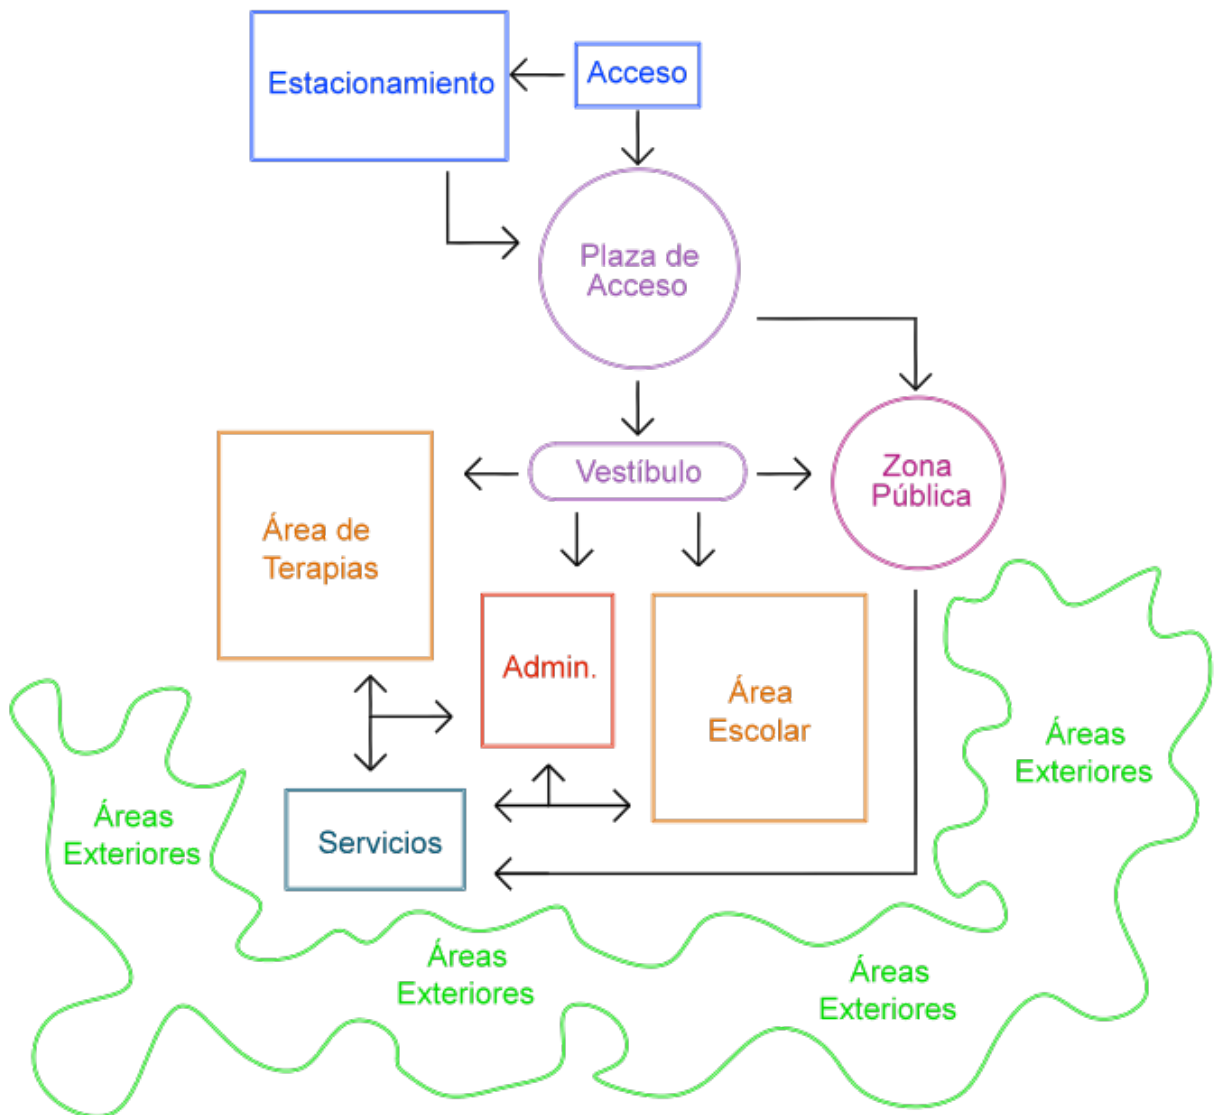 Acceso
Estacionamiento
Plaza de
Acceso
Vestíbulo
Zona
Pública
Área de
Terapias
Admin.
Área
Escolar
Áreas
Exteriores
Áreas
Exteriores
Servicios
Áreas
Exteriores
Áreas
Exteriores